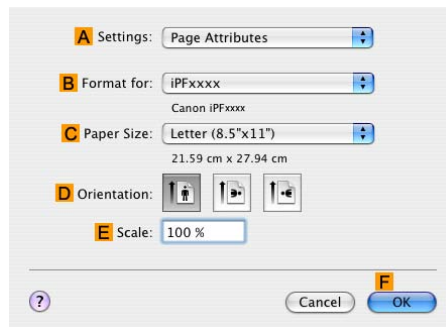 A Settings: Page Attributes
B Format for: iPFxxxx
Canon iPFxxxx
C Paper Size: Letter (8.5"x11")
21.59 cm x 27.94 cm
D Orientation:
E Scale: 100 %
F
? Cancel OK